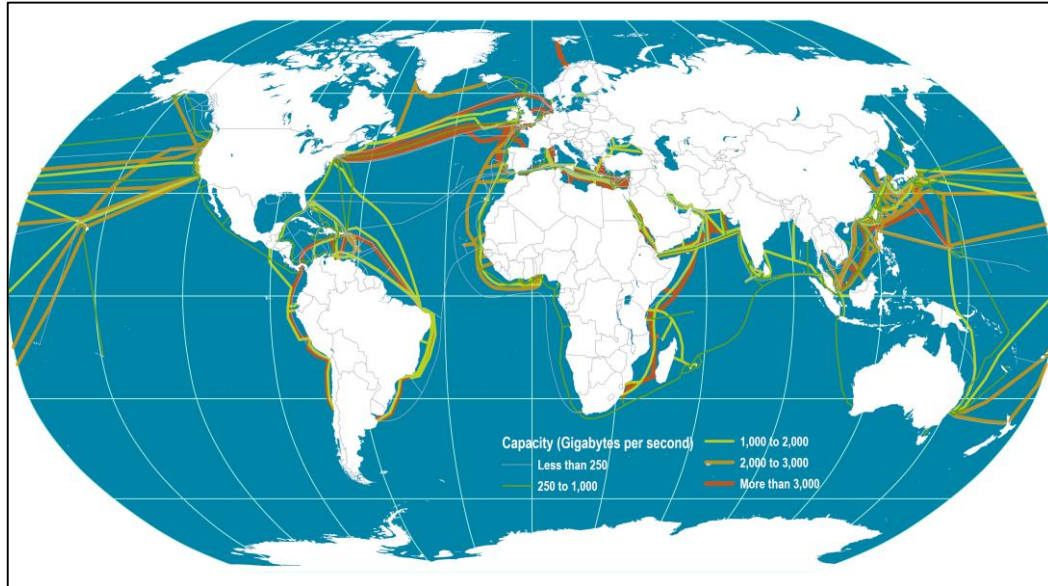 Capacity (Gigabytes per second)
Less than 250
250 to 1,000
1,000 to 2,000
2,000 to 3,000
More than 3,000